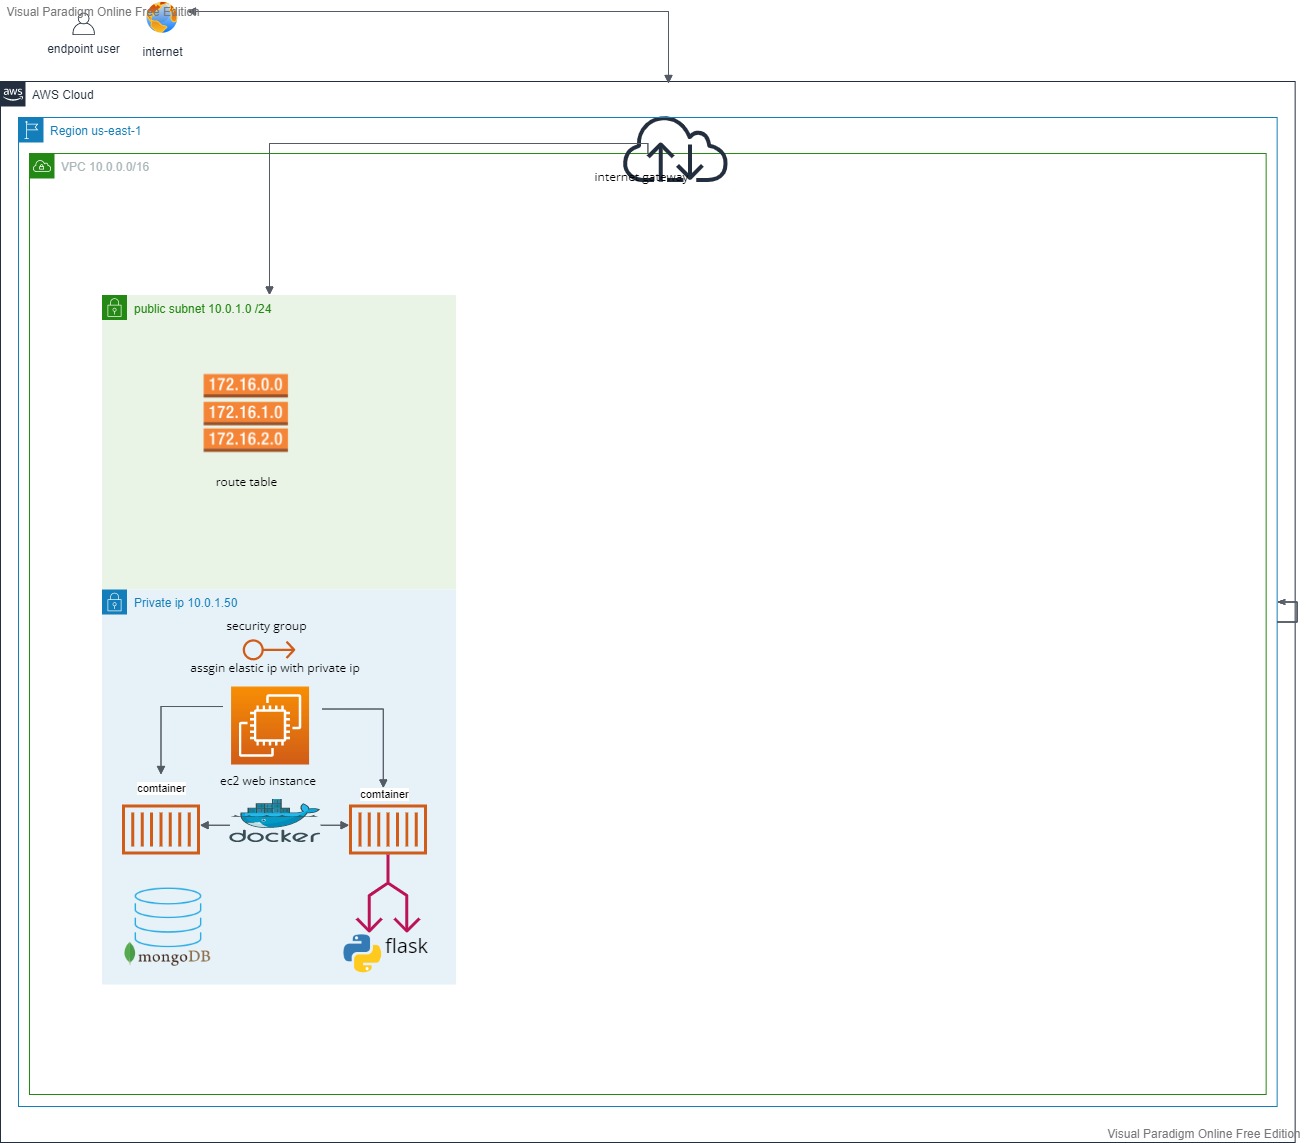 Visual Paradigm Online Free Edition
endpoint user
internet
aws
AWS Cloud
Region us-east-1
VPC 10.0.0.0/16
internet gateway
public subnet 10.0.1.0 /24
172.16.0.0
172.16.1.0
172.16.2.0
route table
Private ip 10.0.1.50
security group
assgin elastic ip with private ip
ec2 web instance
comtainer
comtainer
docker
mongoDB
flask
Visual Paradigm Online Free Edition